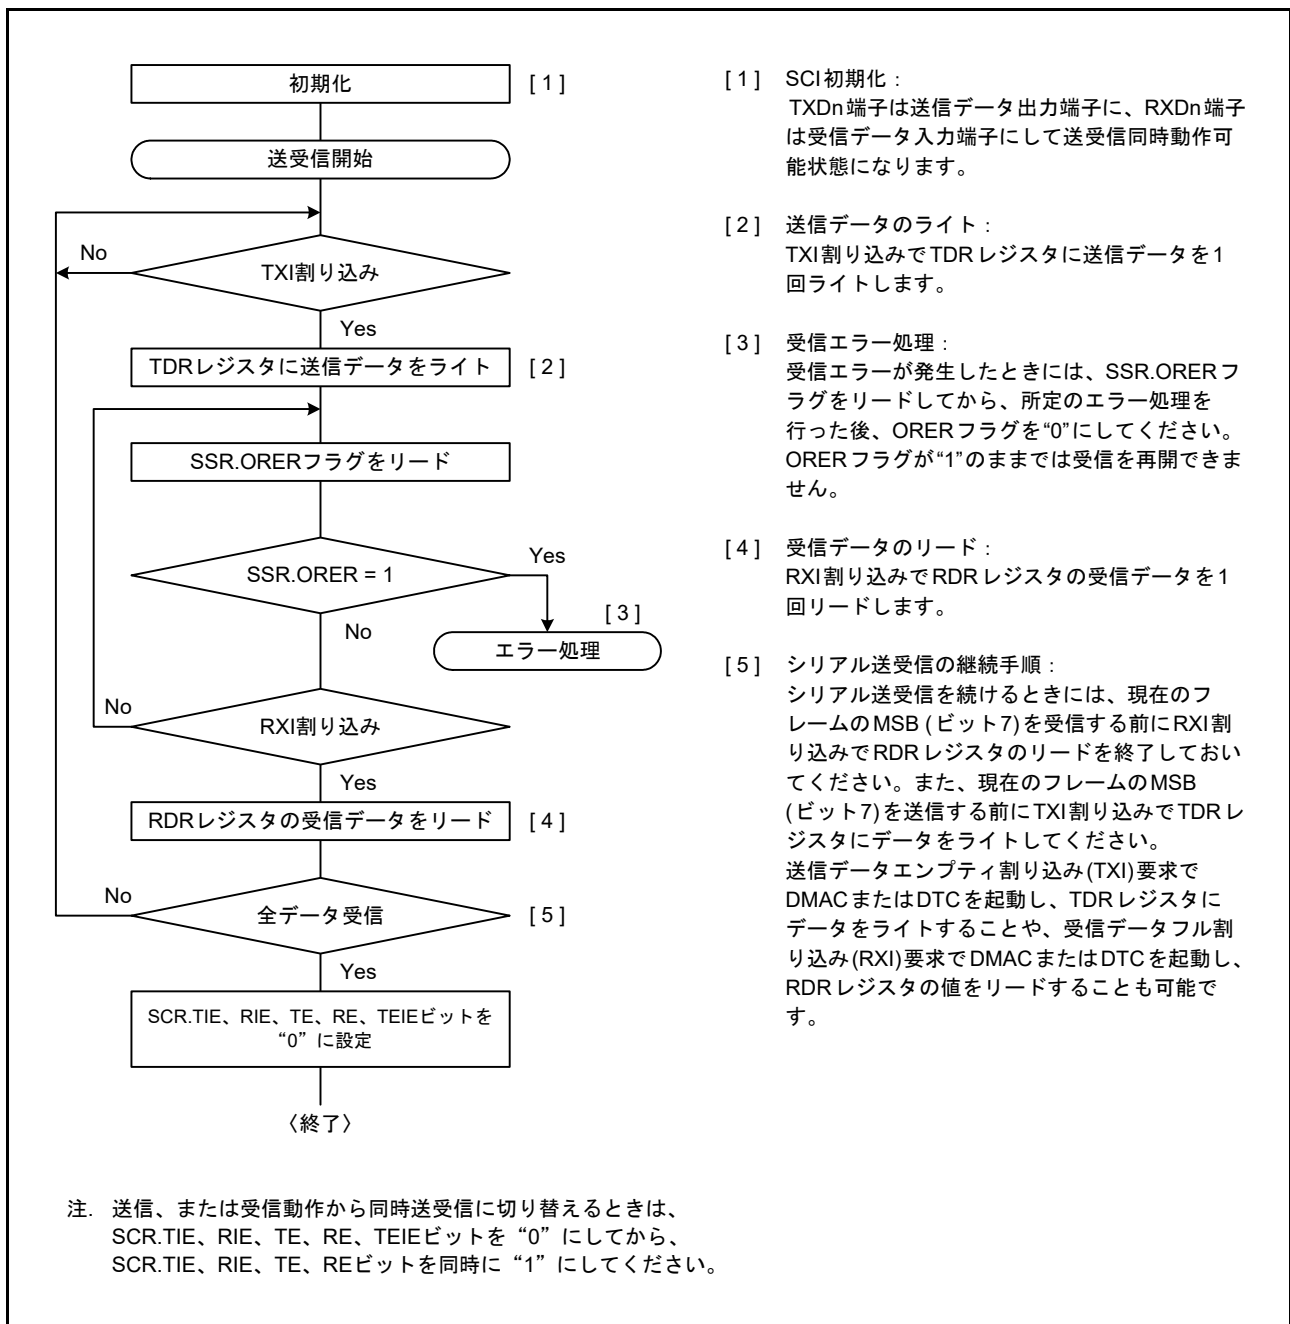 初期化
[ 1 ]
送受信開始
No
TXI割り込み
Yes
TDRレジスタに送信データをライト
[ 2 ]
SSR.ORERフラグをリード
SSR.ORER = 1
Yes
[ 3 ]
No
エラー処理
No
RXI割り込み
Yes
RDRレジスタの受信データをリード
[ 4 ]
No
全データ受信
[ 5 ]
Yes
SCR.TIE、RIE、TE、RE、TEIEビットを
“0”に設定
〈終了〉
[ 1 ] SCI初期化：
TXDn端子は送信データ出力端子に、RXDn端子
は受信データ入力端子にして送受信同時動作可
能状態になります。
[ 2 ] 送信データのライト：
TXI割り込みでTDRレジスタに送信データを1
回ライトします。
[ 3 ] 受信エラー処理：
受信エラーが発生したときには、SSR.ORERフ
ラグをリードしてから、所定のエラー処理を
行った後、ORERフラグを“0”にしてください。
ORERフラグが“1”のままでは受信を再開できま
せん。
[ 4 ] 受信データのリード：
RXI割り込みでRDRレジスタの受信データを1
回リードします。
[ 5 ] シリアル送受信の継続手順：
シリアル送受信を続けるときには、現在のフ
レームのMSB (ビット7)を受信する前にRXI割
り込みでRDRレジスタのリードを終了しておい
てください。また、現在のフレームのMSB
(ビット7)を送信する前にTXI割り込みでTDRレ
ジスタにデータをライトしてください。
送信データエンプティ割り込み(TXI)要求で
DMACまたはDTCを起動し、TDRレジスタに
データをライトすることや、受信データフル割
り込み(RXI)要求でDMACまたはDTCを起動し、
RDRレジスタの値をリードすることも可能で
す。
注. 送信、または受信動作から同時送受信に切り替えるときは、
SCR.TIE、RIE、TE、RE、TEIEビットを“0”にしてから、
SCR.TIE、RIE、TE、REビットを同時に“1”にしてください。